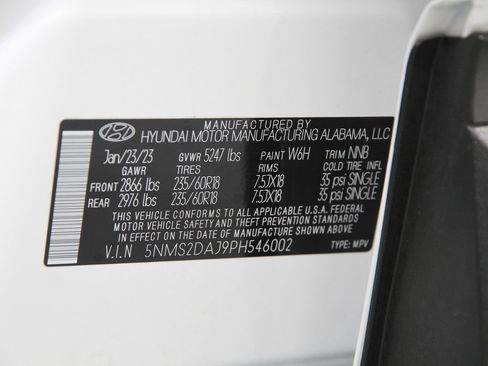 MANUFACTURED BY
HYUNDAI MOTOR MANUFACTURING ALABAMA, LLC
Jan/23/23 GVWR 5247 lbs PAINT W6H TRIM NNB
GAWR TIRES RIMS COLD TIRE INFL
FRONT 2866 lbs 235/60R18 7.5JX18 35 psi SINGLE
REAR 2976 lbs 235/60R18 7.5JX18 35 psi SINGLE
THIS VEHICLE CONFORMS TO ALL APPLICABLE U.S.A. FEDERAL
MOTOR VEHICLE SAFETY AND THEFT PREVENTION STANDARDS
IN EFFECT ON THE DATE OF MANUFACTURE SHOWN ABOVE.
V.I.N 5NMS2DAJ9PH546002 TYPE: MPV